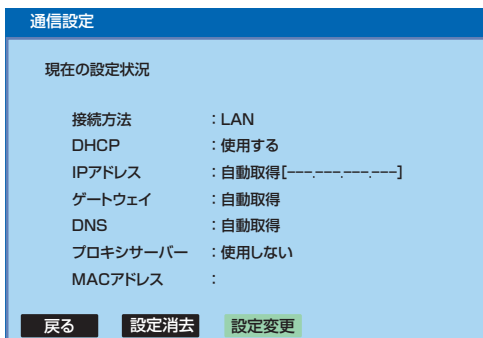 通信設定
現在の設定状況
接続方法 ：LAN
DHCP ：使用する
IPアドレス ：自動取得[---.---.---.---]
ゲートウェイ ：自動取得
DNS ：自動取得
プロキシサーバー ：使用しない
MACアドレス ：
戻る 設定消去 設定変更